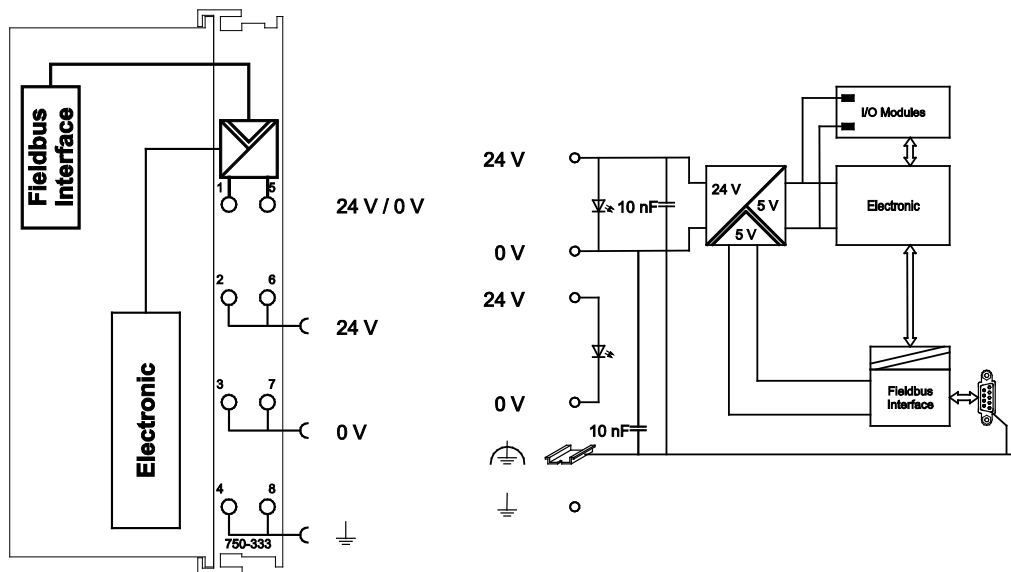 Fieldbus
Interface
1
5
24 V / 0 V
2
6
24 V
Electronic
3
7
0 V
4
8
750-333
24 V
10 nF
0 V
24 V
0 V
10 nF
24 V
5 V
5 V
I/O Modules
Electronic
Fieldbus
Interface